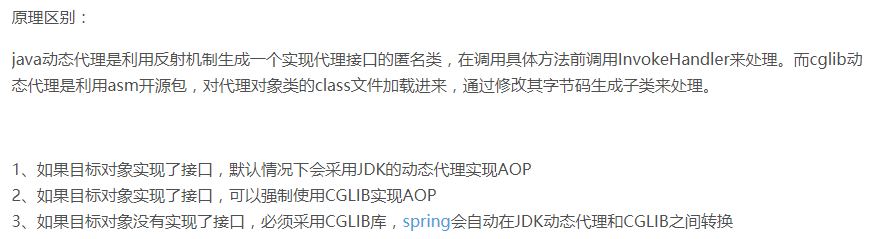 原理区别：
java动态代理是利用反射机制生成一个实现代理接口的匿名类，在调用具体方法前调用InvokeHandler来处理。而cglib动
态代理是利用asm开源包，对代理对象类的class文件加载进来，通过修改其字节码生成子类来处理。
1、如果目标对象实现了接口，默认情况下会采用JDK的动态代理实现AOP
2、如果目标对象实现了接口，可以强制使用CGLIB实现AOP
3、如果目标对象没有实现了接口，必须采用CGLIB库，spring会自动在JDK动态代理和CGLIB之间转换